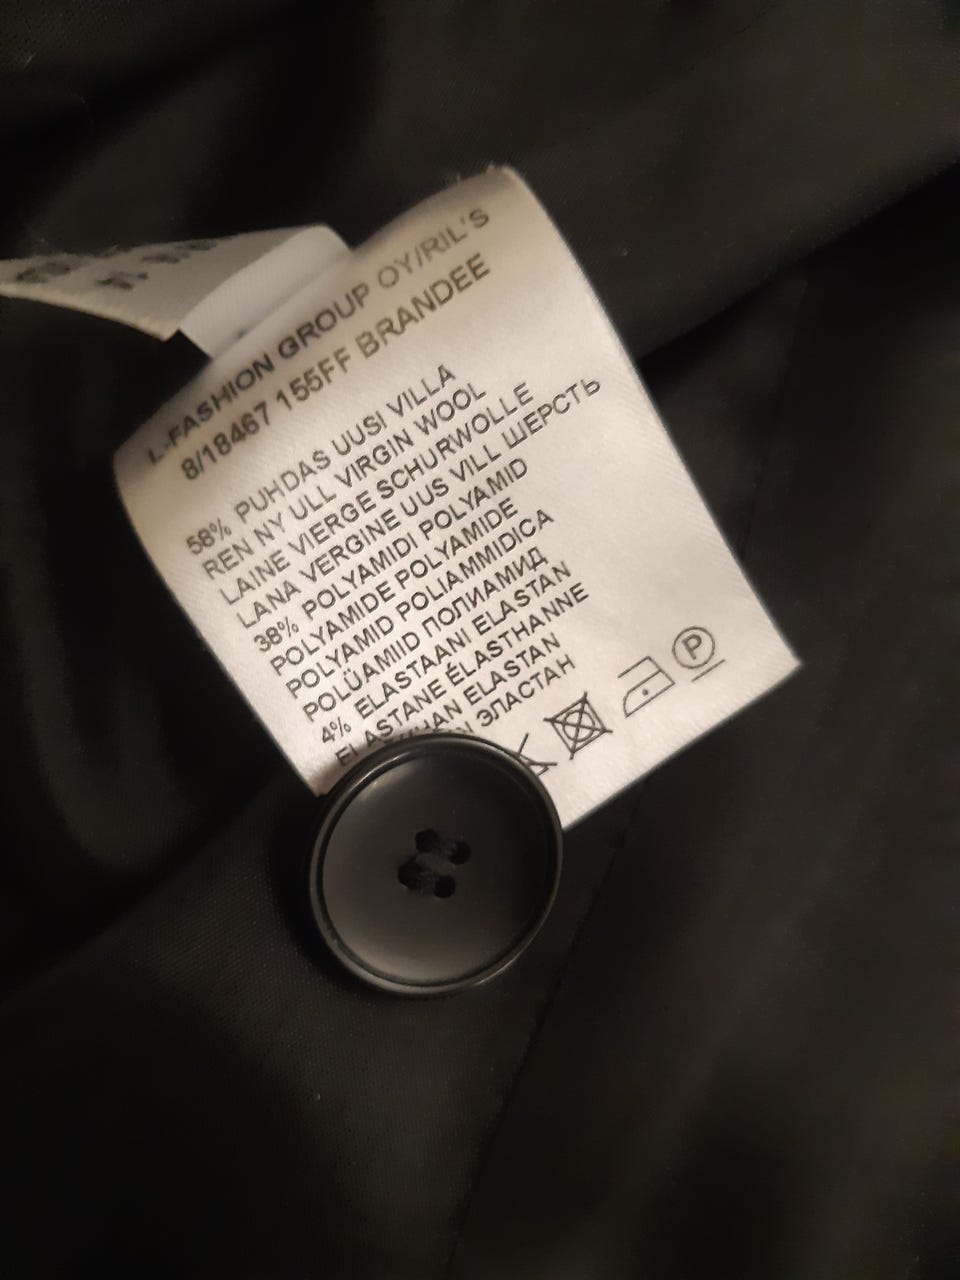 L-FASHION GROUP OY/RIL'S
8/18467 155FF BRANDEE
58% PUHDAS UUSI VILLA
REN NY ULL VIRGIN WOOL
LAINE VIERGE SCHURWOLLE
LANA VERGINE UUS VILL ШЕРСТЬ
38% POLYAMIDI POLYAMID
POLYAMIDE POLYAMIDE
POLYAMID POLIAMMIDICA
POLÜAMIID ПОЛИАМИД
4% ELASTAANI ELASTAN
ELASTANE ÉLASTHANNE
ELASTAN
ЭЛАСТАН
P